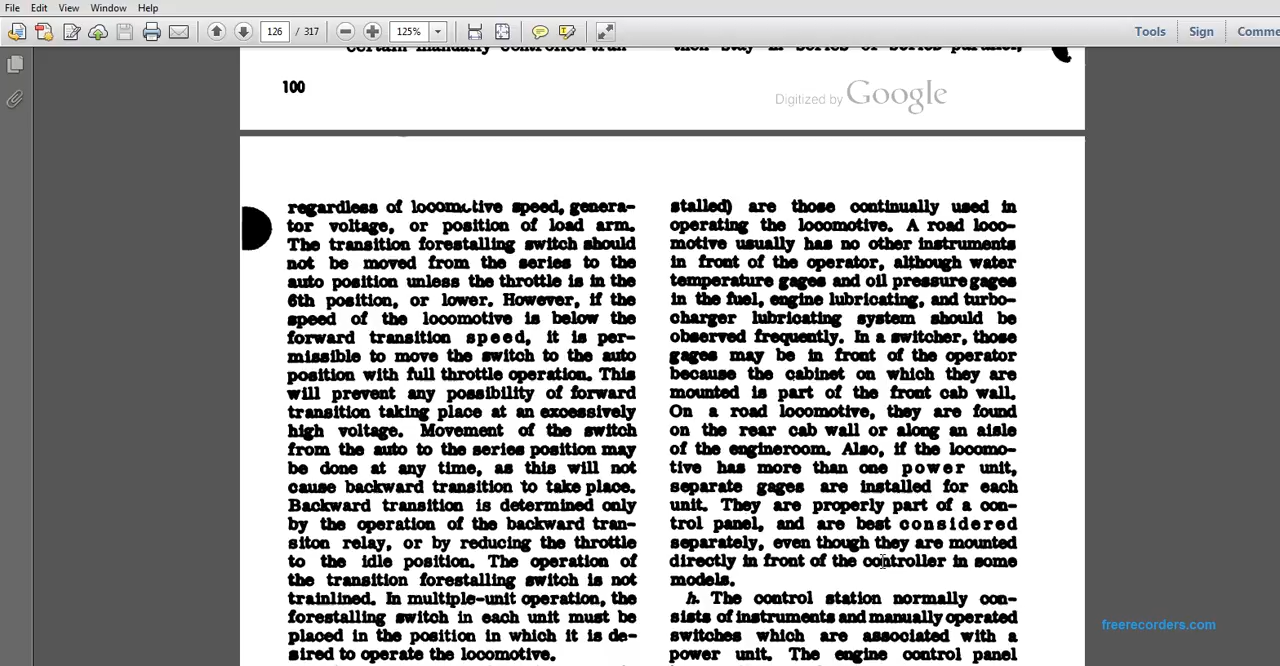 File Edit View Window Help
126 / 317 125% Tools Sign Comme
certain manually controlled tran-
then stay in series or series parallel,
100
Digitized by Google
regardless of locomotive speed, genera-
tor voltage, or position of load arm.
The transition forestalling switch should
not be moved from the series to the
auto position unless the throttle is in the
6th position, or lower. However, if the
speed of the locomotive is below the
forward transition speed, it is per-
missible to move the switch to the auto
position with full throttle operation. This
will prevent any possibility of forward
transition taking place at an excessively
high voltage. Movement of the switch
from the auto to the series position may
be done at any time, as this will not
cause backward transition to take place.
Backward transition is determined only
by the operation of the backward tran-
siton relay, or by reducing the throttle
to the idle position. The operation of
the transition forestalling switch is not
trainlined. In multiple-unit operation, the
forestalling switch in each unit must be
placed in the position in which it is de-
sired to operate the locomotive.
stalled) are those continually used in
operating the locomotive. A road loco-
motive usually has no other instruments
in front of the operator, although water
temperature gages and oil pressure gages
in the fuel, engine lubricating, and turbo-
charger lubricating system should be
observed frequently. In a switcher, those
gages may be in front of the operator
because the cabinet on which they are
mounted is part of the front cab wall.
On a road locomotive, they are found
on the rear cab wall or along an aisle
of the engineroom. Also, if the locomo-
tive has more than one power unit,
separate gages are installed for each
unit. They are properly part of a con-
trol panel, and are best considered
separately, even though they are mounted
directly in front of the controller in some
models.
h. The control station normally con-
sists of instruments and manually operated
switches which are associated with a
power unit. The engine control panel
freerecorders.com